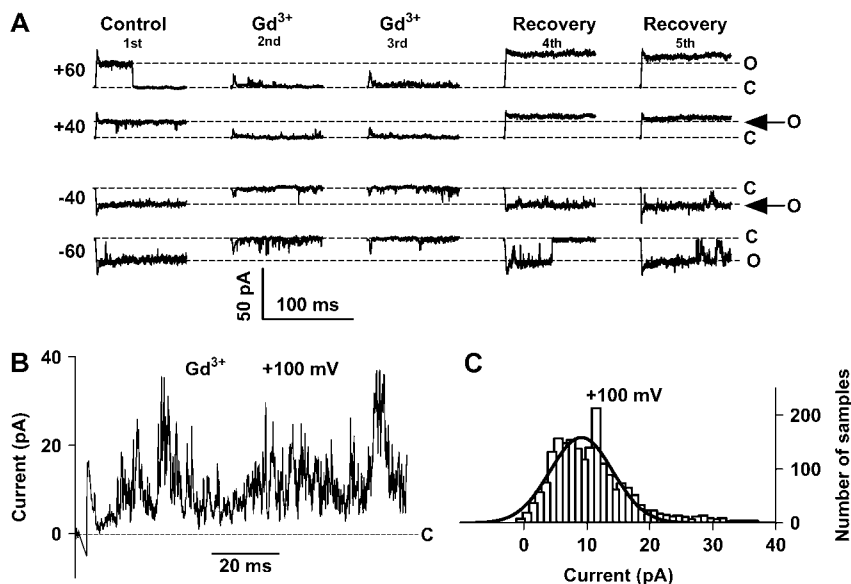 A
Control Gd3+ Gd3+ Recovery Recovery
1st 2nd 3rd 4th 5th
+60 O
C
+40 O
C
-40 C
O
-60 C
O
50 pA
100 ms
B
Gd3+ +100 mV
Current (pA)
40
20
0
C
20 ms
C
+100 mV
Number of samples
200
100
0
0 10 20 30 40
Current (pA)